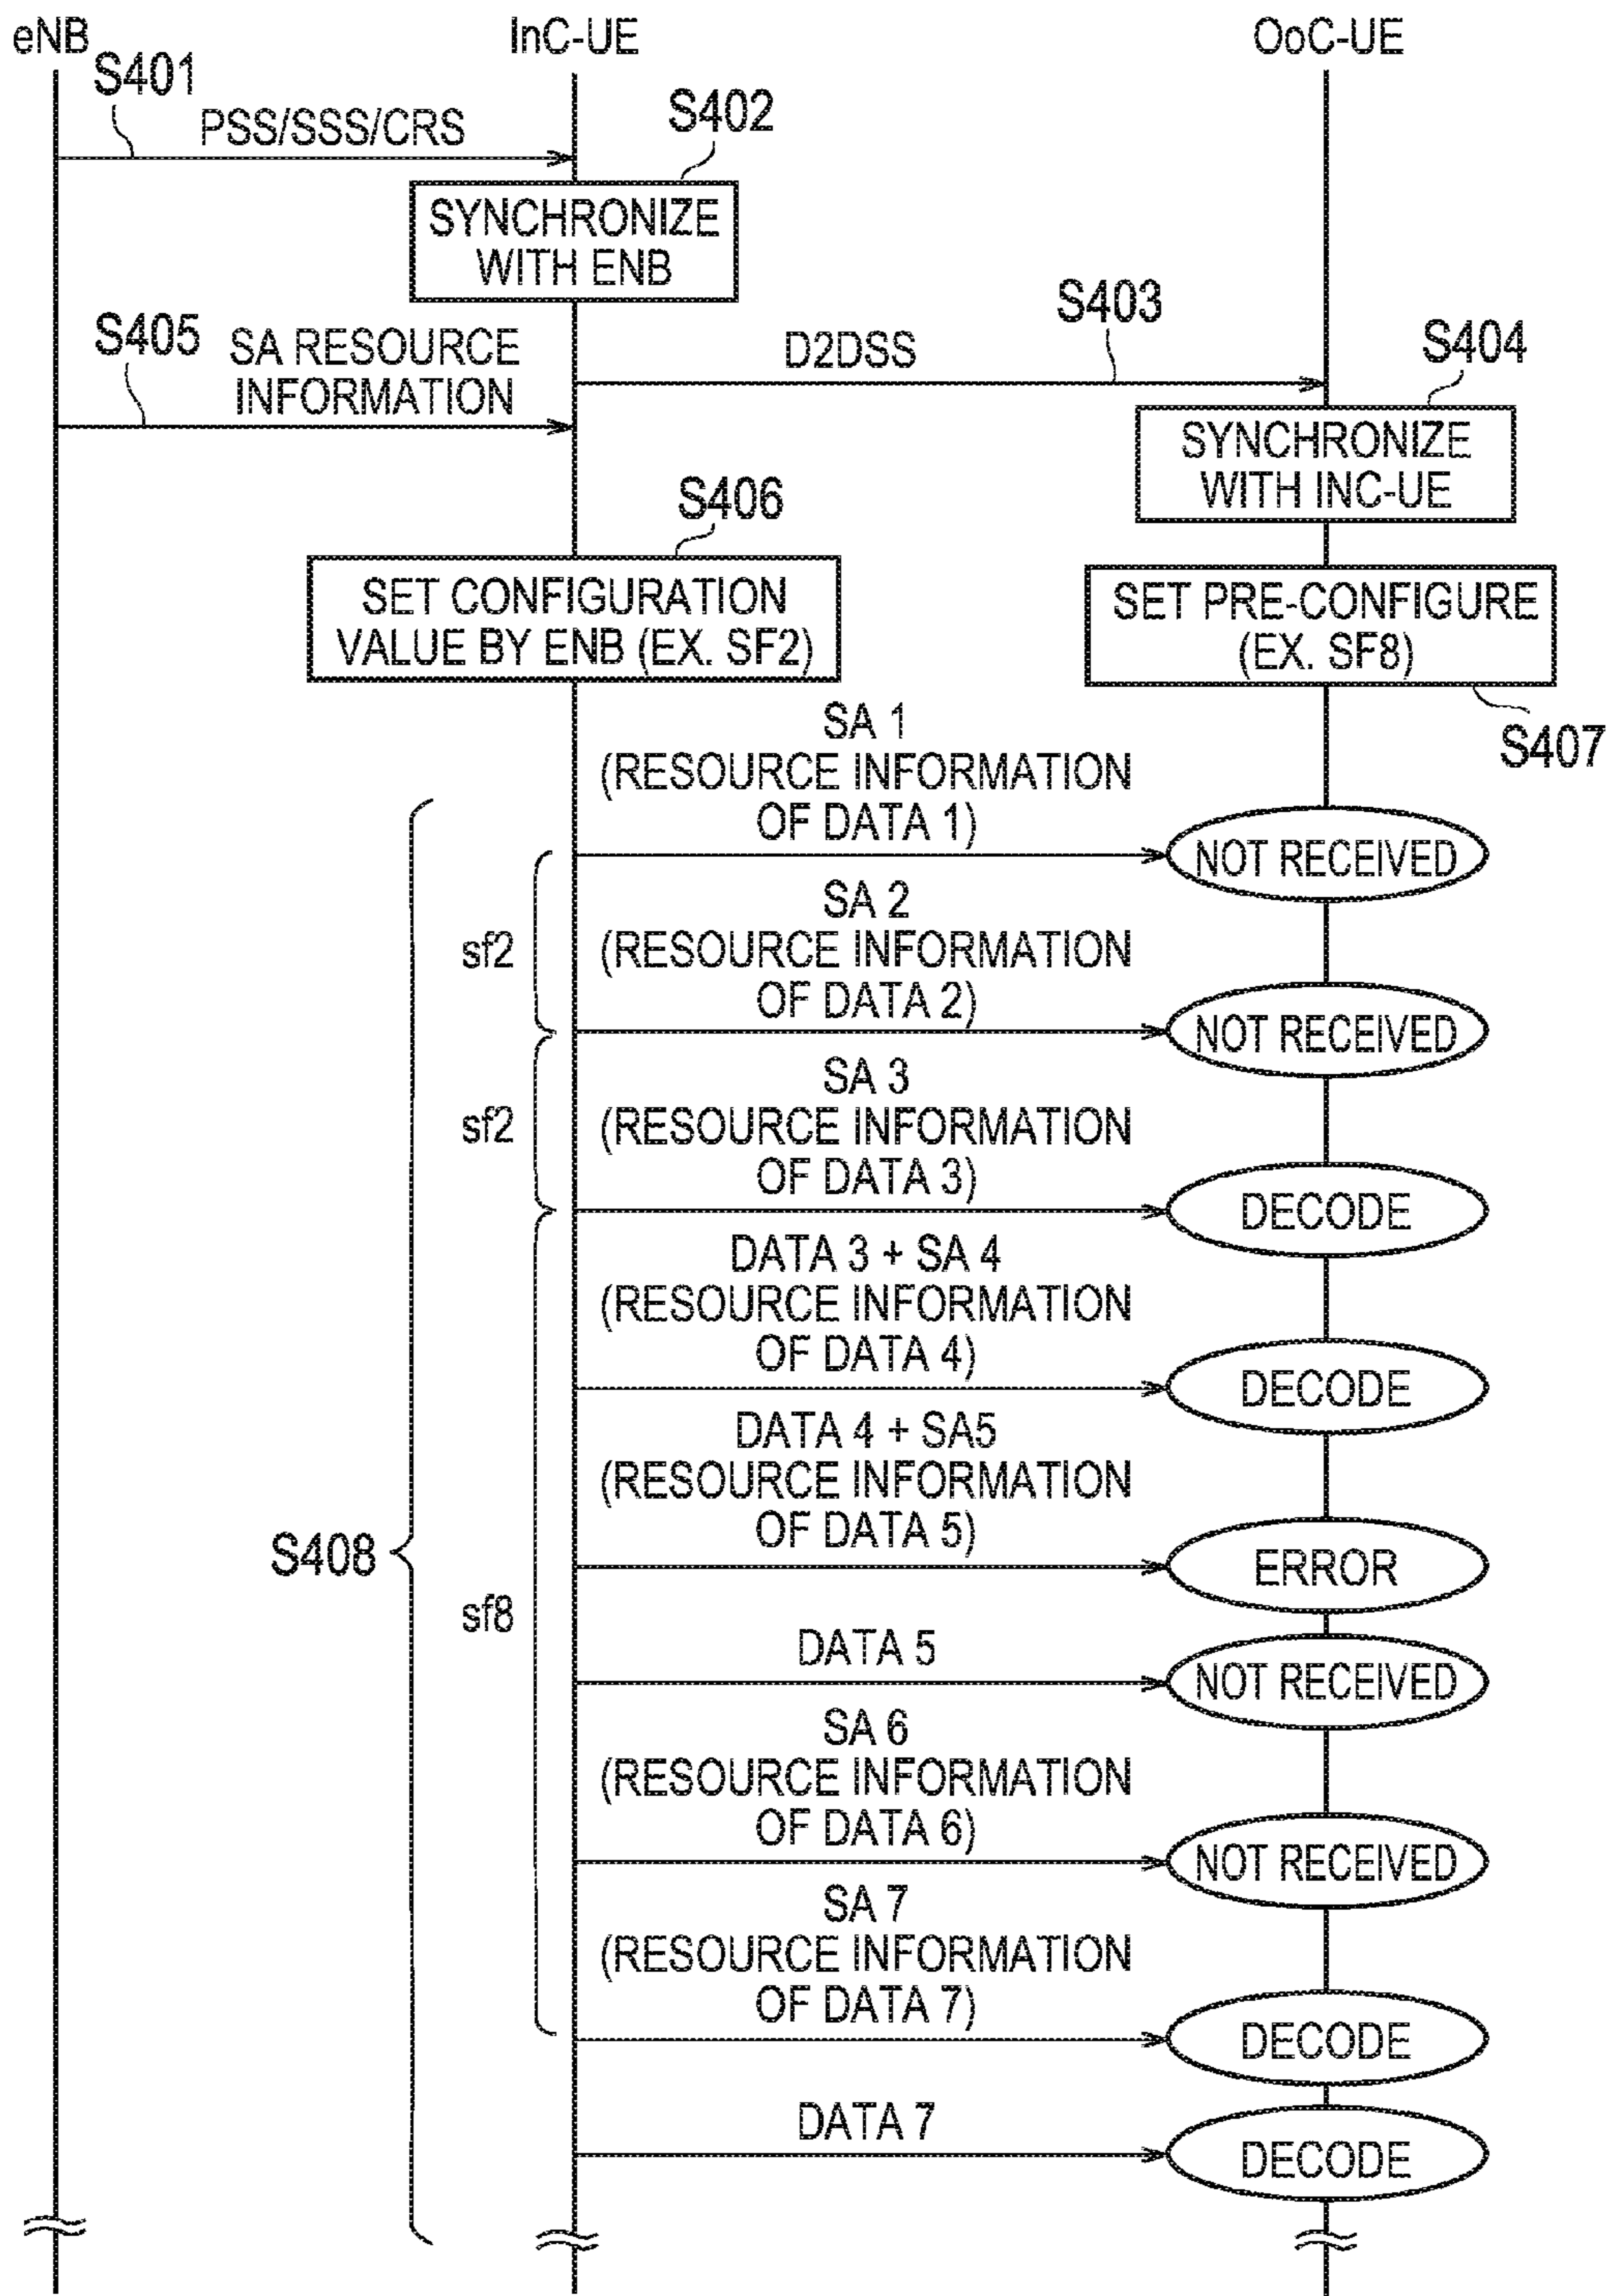 eNB
InC-UE
OoC-UE
S401
PSS/SSS/CRS
S402
SYNCHRONIZE
WITH ENB
S405
SA RESOURCE
INFORMATION
D2DSS
S403
S404
SYNCHRONIZE
WITH INC-UE
S406
SET CONFIGURATION
VALUE BY ENB (EX. SF2)
SET PRE-CONFIGURE
(EX. SF8)
S407
SA 1
(RESOURCE INFORMATION
OF DATA 1)
NOT RECEIVED
sf2
SA 2
(RESOURCE INFORMATION
OF DATA 2)
NOT RECEIVED
sf2
SA 3
(RESOURCE INFORMATION
OF DATA 3)
DECODE
DATA 3 + SA 4
(RESOURCE INFORMATION
OF DATA 4)
DECODE
DATA 4 + SA5
(RESOURCE INFORMATION
OF DATA 5)
ERROR
S408
sf8
DATA 5
NOT RECEIVED
SA 6
(RESOURCE INFORMATION
OF DATA 6)
NOT RECEIVED
SA 7
(RESOURCE INFORMATION
OF DATA 7)
DECODE
DATA 7
DECODE